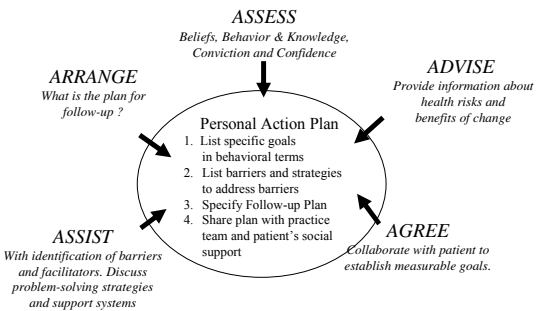 ASSESS
Beliefs, Behavior & Knowledge,
Conviction and Confidence
ADVISE
Provide information about
health risks and
benefits of change
AGREE
Collaborate with patient to
establish measurable goals.
ASSIST
With identification of barriers
and facilitators. Discuss
problem-solving strategies
and support systems
ARRANGE
What is the plan for
follow-up ?
Personal Action Plan
1. List specific goals
in behavioral terms
2. List barriers and strategies
to address barriers
3. Specify Follow-up Plan
4. Share plan with practice
team and patient's social
support